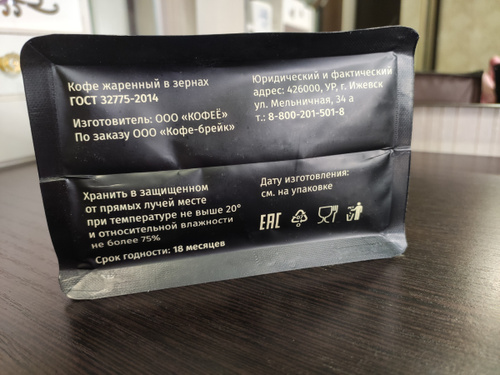 Кофе жаренный в зернах
ГОСТ 32775-2014
Изготовитель: ООО «КОФЕЁ»
По заказу ООО «Кофе-брейк»
Юридический и фактический
адрес: 426000, УР, г. Ижевск
ул. Мельничная, 34 а
т.: 8-800-201-501-8
Хранить в защищенном
от прямых лучей месте
при температуре не выше 20°
и относительной влажности
не более 75%
Срок годности: 18 месяцев
Дата изготовления:
см. на упаковке
EAC